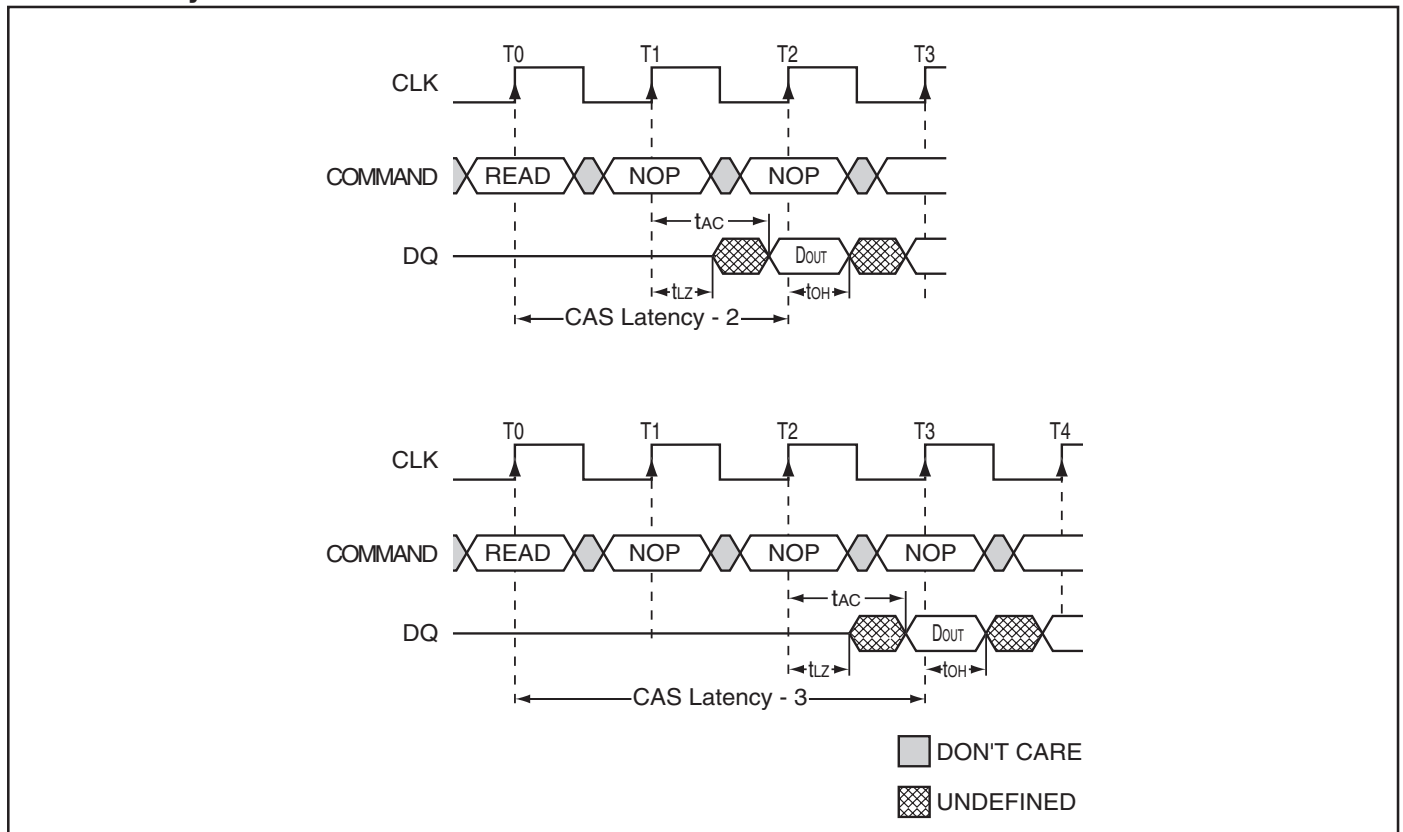 T0 T1 T2 T3
CLK
COMMAND READ NOP NOP
tAC
DQ DOUT
tLZ tOH
CAS Latency - 2
T0 T1 T2 T3 T4
CLK
COMMAND READ NOP NOP NOP
tAC
DQ DOUT
tLZ tOH
CAS Latency - 3
DON'T CARE
UNDEFINED